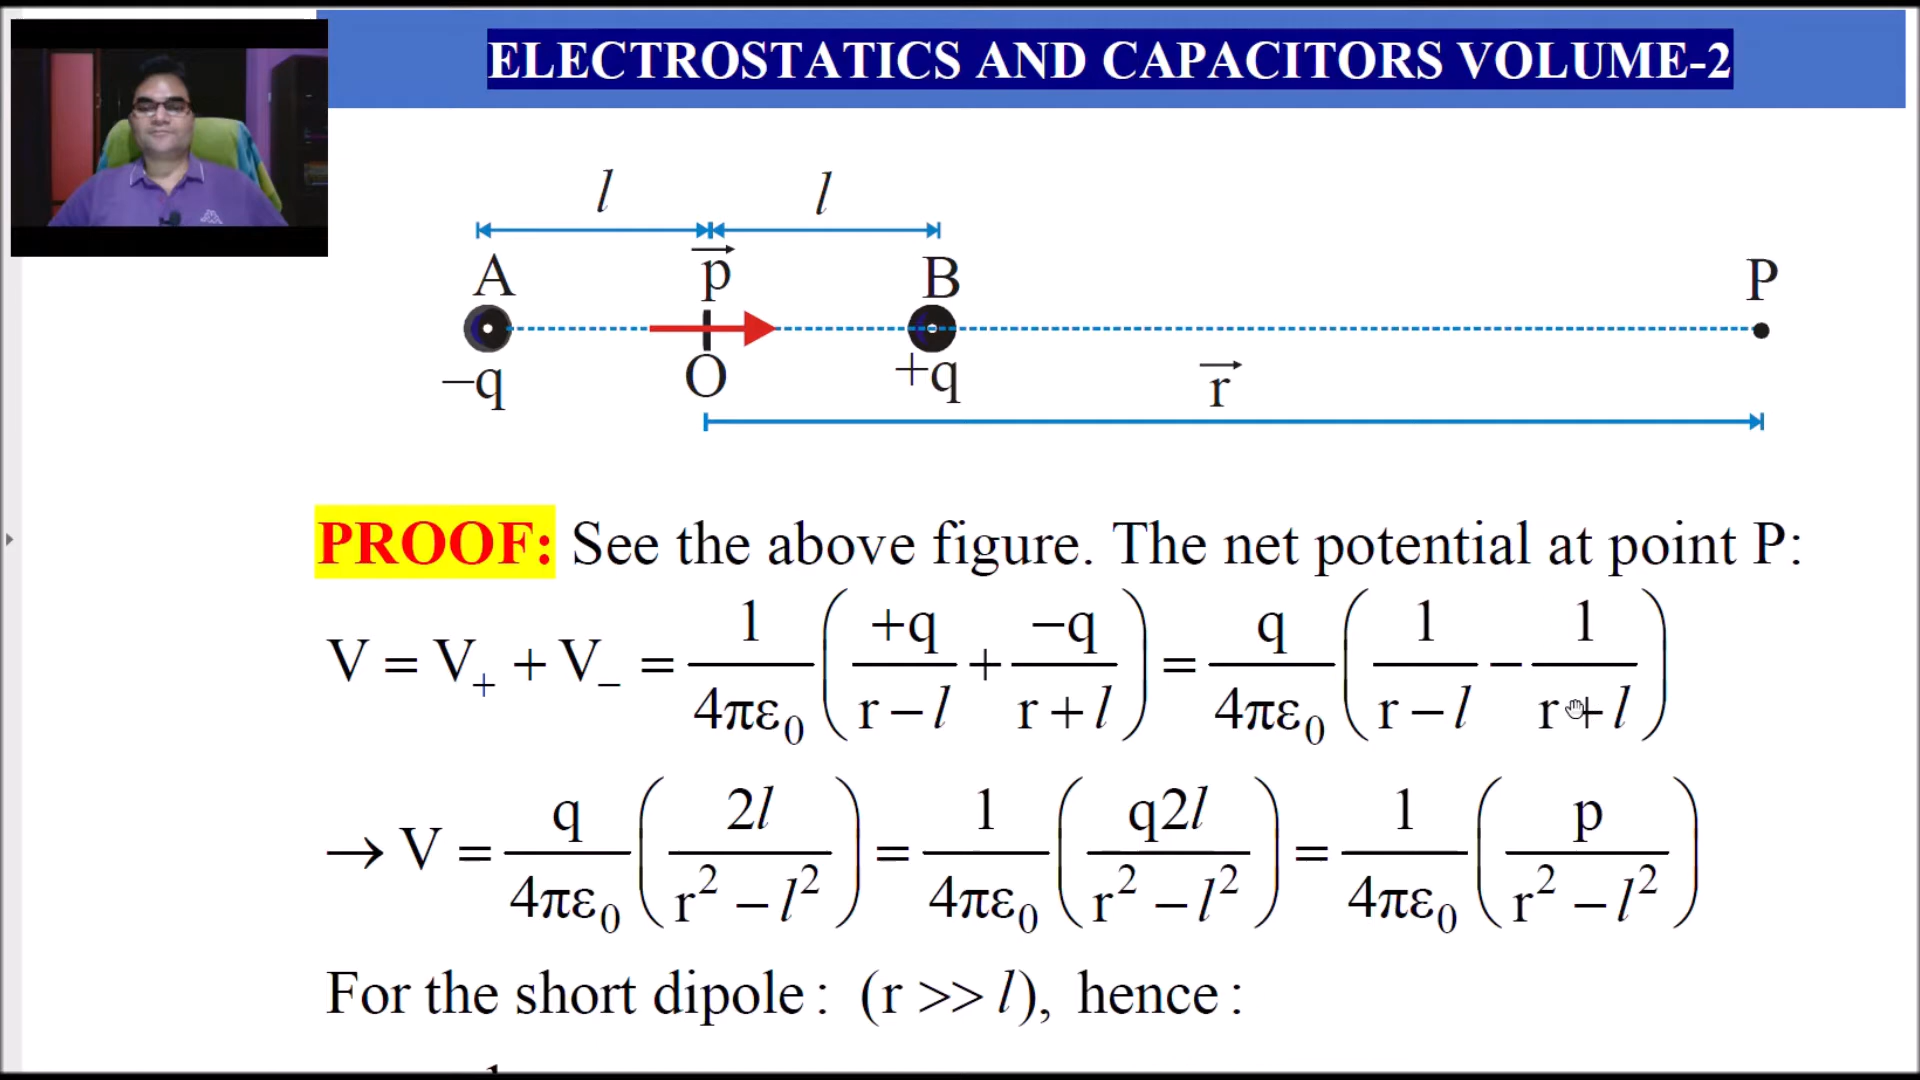 ELECTROSTATICS AND CAPACITORS VOLUME-2
l l
A p⃗ B P
−q O +q r⃗
PROOF: See the above figure. The net potential at point P:
V = V₊ + V₋ = 1/4πε₀ (+q/r − l + −q/r + l) = q/4πε₀ (1/r − l − 1/r + l)
→ V = q/4πε₀ (2l/r² − l²) = 1/4πε₀ (q2l/r² − l²) = 1/4πε₀ (p/r² − l²)
For the short dipole : (r >> l), hence :